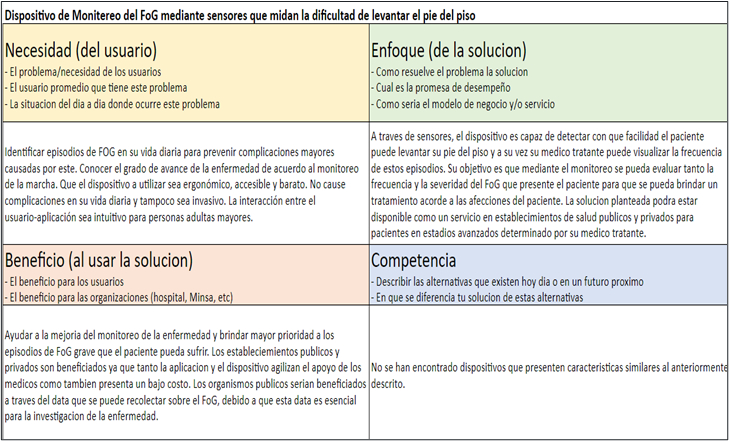 Dispositivo de Monitereo del FoG mediante sensores que midan la dificultad de levantar el pie del piso
Necesidad (del usuario)
- El problema/necesidad de los usuarios
- El usuario promedio que tiene este problema
- La situacion del dia a dia donde ocurre este problema
Enfoque (de la solucion)
- Como resuelve el problema la solucion
- Cual es la promesa de desempeño
- Como seria el modelo de negocio y/o servicio
Identificar episodios de FOG en su vida diaria para prevenir complicaciones mayores
causadas por este. Conocer el grado de avance de la enfermedad de acuerdo al monitoreo
de la marcha. Que el dispositivo a utilizar sea ergonómico, accesible y barato. No cause
complicaciones en su vida diaria y tampoco sea invasivo. La interacción entre el
usuario-aplicación sea intuitivo para personas adultas mayores.
A traves de sensores, el dispositivo es capaz de detectar con que facilidad el paciente
puede levantar su pie del piso y a su vez su medico tratante puede visualizar la frecuencia
de estos episodios. Su objetivo es que mediante el monitoreo se pueda evaluar tanto la
frecuencia y la severidad del FoG que presente el paciente para que se pueda brindar un
tratamiento acorde a las afecciones del paciente. La solucion planteada podra estar
disponible como un servicio en establecimientos de salud publicos y privados para
pacientes en estadios avanzados determinado por su medico tratante.
Beneficio (al usar la solucion)
- El beneficio para los usuarios
- El beneficio para las organizaciones (hospital, Minsa, etc)
Competencia
- Describir las alternativas que existen hoy dia o en un futuro proximo
- En que se diferencia tu solucion de estas alternativas
Ayudar a la mejoria del monitoreo de la enfermedad y brindar mayor prioridad a los
episodios de FoG grave que el paciente pueda sufrir. Los estableciemientos publicos y
privados son beneficiados ya que tanto la aplicacion y el dispositivo agilizan el apoyo de los
medicos como tambien presenta un bajo costo. Los organismos publicos serian beneficiados
a traves del data que se puede recolectar sobre el FoG, debido a que esta data es esencial
para la investigacion de la enfermedad.
No se han encontrado dispositivos que presenten caracteristicas similares al anteriormente
descrito.